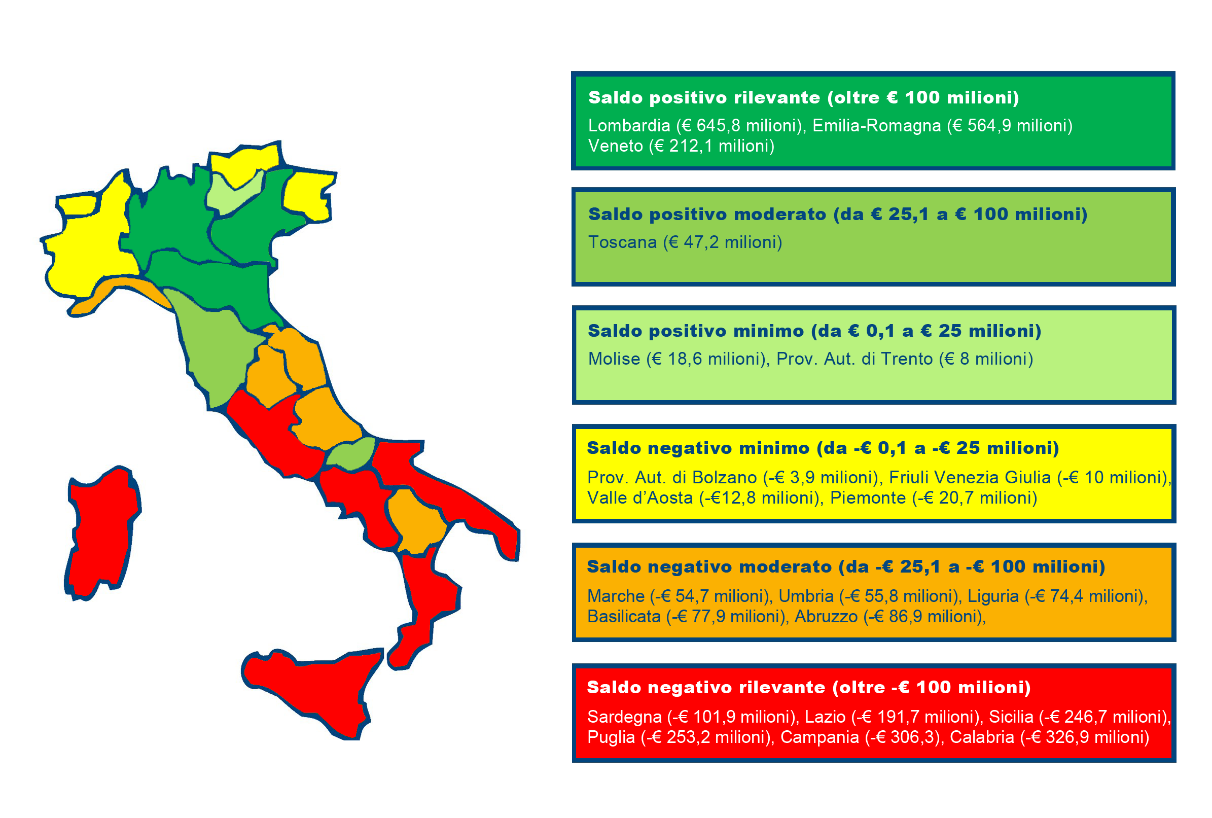 Saldo positivo rilevante (oltre € 100 milioni)
Lombardia (€ 645,8 milioni), Emilia-Romagna (€ 564,9 milioni)
Veneto (€ 212,1 milioni)
Saldo positivo moderato (da € 25,1 a € 100 milioni)
Toscana (€ 47,2 milioni)
Saldo positivo minimo (da € 0,1 a € 25 milioni)
Molise (€ 18,6 milioni), Prov. Aut. di Trento (€ 8 milioni)
Saldo negativo minimo (da -€ 0,1 a -€ 25 milioni)
Prov. Aut. di Bolzano (-€ 3,9 milioni), Friuli Venezia Giulia (-€ 10 milioni),
Valle d’Aosta (-€12,8 milioni), Piemonte (-€ 20,7 milioni)
Saldo negativo moderato (da -€ 25,1 a -€ 100 milioni)
Marche (-€ 54,7 milioni), Umbria (-€ 55,8 milioni), Liguria (-€ 74,4 milioni),
Basilicata (-€ 77,9 milioni), Abruzzo (-€ 86,9 milioni),
Saldo negativo rilevante (oltre -€ 100 milioni)
Sardegna (-€ 101,9 milioni), Lazio (-€ 191,7 milioni), Sicilia (-€ 246,7 milioni),
Puglia (-€ 253,2 milioni), Campania (-€ 306,3), Calabria (-€ 326,9 milioni)